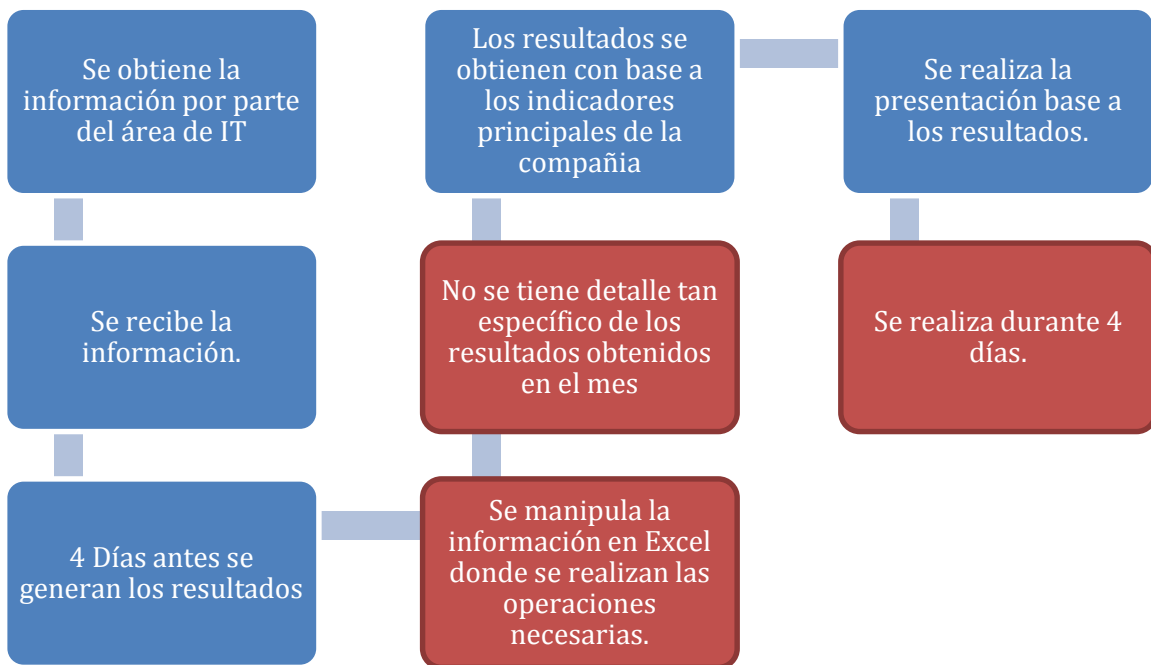 Se obtiene la
información por parte
del área de IT
Se recibe la
información.
4 Días antes se
generan los resultados
Se manipula la
información en Excel
donde se realizan las
operaciones
necesarias.
No se tiene detalle tan
específico de los
resultados obtenidos
en el mes
Los resultados se
obtienen con base a
los indicadores
principales de la
compañia
Se realiza la
presentación base a
los resultados.
Se realiza durante 4
días.